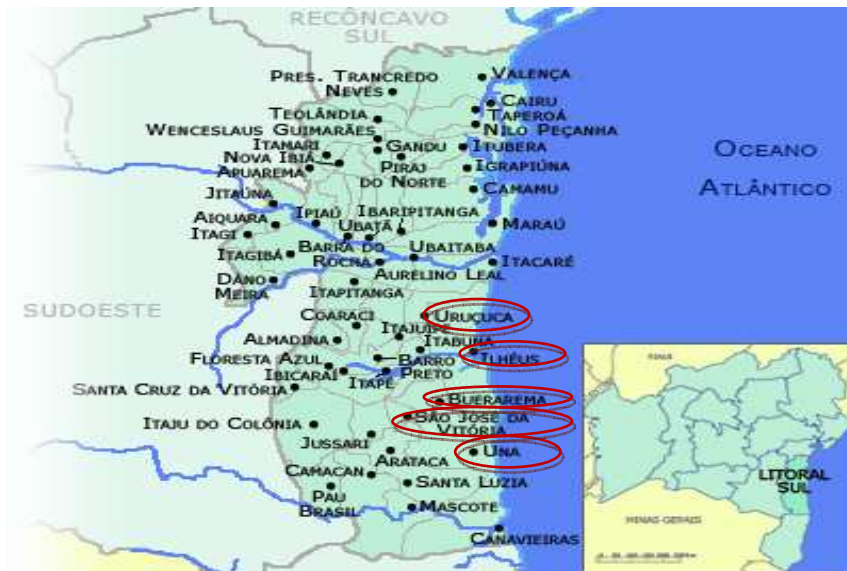 RECÔNCAVO
SUL
PRES. TRANCREDO
NEVES
VALENÇA
CAIRU
TEOLÂNDIA
TAPEROÁ
WENCESLAUS GUIMARÃES
NILO PEÇANHA
ITAMARI
GANDU
ITUBERA
NOVA IBIÁ
PIRAJ
DO NORTE
APUAREMA
IGRAPIÚNA
OCEANO
ATLÂNTICO
JITAÚNA
CAMAMU
IBARIPITANGA
AIQUARA
IPIAÚ
MARAÚ
ITAGI
UBATÃ
ITAGIBÁ
BARRA DO
ROCHA
UBAITABA
AURELINO LEAL
ITACARÉ
DÁNO
MEIRA
ITAPITANGA
SUDOESTE
COARACI
URUÇUCA
ITAJUIPE
ALMADINA
ITABUNA
ILHÉUS
FLORESTA AZUL
BARRO
PRETO
IBICARAÍ
ITAPÉ
SANTA CRUZ DA VITÓRIA
BUERAREMA
ITAJU DO COLÔNIA
SÃO JOSÉ DA
VITÓRIA
JUSSARI
UNA
ARATACA
CAMACAN
SANTA LUZIA
PAU
BRASIL
MASCOTE
CANAVIEIRAS
LITORAL
SUL
MINAS-GERAIS